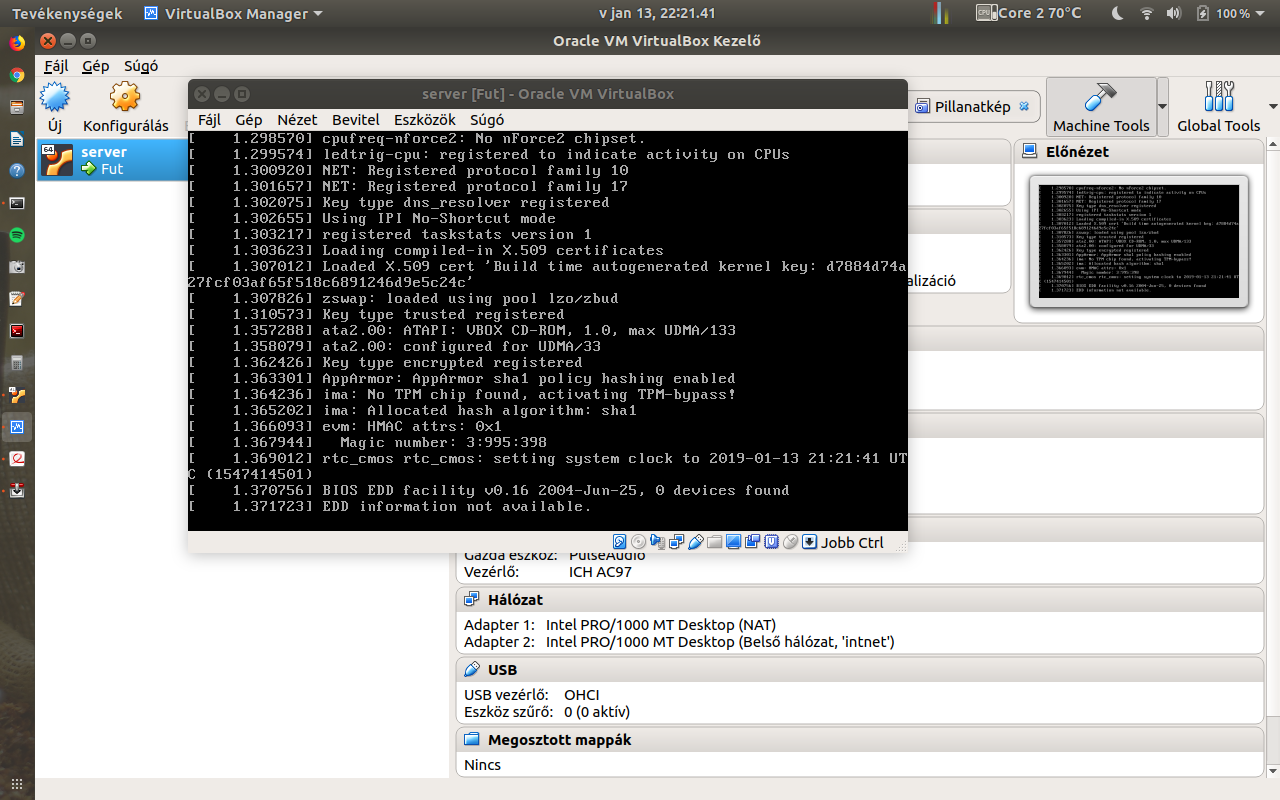 Tevékenységek
VirtualBox Manager
v jan 13, 22:21.41
CPU
Core 2 70°C
100 %
Oracle VM VirtualBox Kezelő
Fájl Gép Súgó
Új
Konfigurálás
Pillanatkép
Machine Tools
Global Tools
64
server
Fut
server [Fut] - Oracle VM VirtualBox
Fájl Gép Nézet Bevitel Eszközök Súgó
[ 1.298570] cpufreq-nforce2: No nForce2 chipset.
[ 1.299574] ledtrig-cpu: registered to indicate activity on CPUs
[ 1.300920] NET: Registered protocol family 10
[ 1.301657] NET: Registered protocol family 17
[ 1.302075] Key type dns_resolver registered
[ 1.302655] Using IPI No-Shortcut mode
[ 1.303217] registered taskstats version 1
[ 1.303623] Loading compiled-in X.509 certificates
[ 1.307012] Loaded X.509 cert 'Build time autogenerated kernel key: d7884d74a
27fcf03af65f518c6891246d9e5c24c'
[ 1.307826] zswap: loaded using pool lzo/zbud
[ 1.310573] Key type trusted registered
[ 1.357288] ata2.00: ATAPI: VBOX CD-ROM, 1.0, max UDMA/133
[ 1.358079] ata2.00: configured for UDMA/33
[ 1.362426] Key type encrypted registered
[ 1.363301] AppArmor: AppArmor sha1 policy hashing enabled
[ 1.364236] ima: No TPM chip found, activating TPM-bypass!
[ 1.365202] ima: Allocated hash algorithm: sha1
[ 1.366093] evm: HMAC attrs: 0x1
[ 1.367944]   Magic number: 3:995:398
[ 1.369012] rtc_cmos rtc_cmos: setting system clock to 2019-01-13 21:21:41 UT
C (1547414501)
[ 1.370756] BIOS EDD facility v0.16 2004-Jun-25, 0 devices found
[ 1.371723] EDD information not available.
Jobb Ctrl
Előnézet
alizáció
Gazda eszköz: PulseAudio
Vezérlő: ICH AC97
Hálózat
Adapter 1: Intel PRO/1000 MT Desktop (NAT)
Adapter 2: Intel PRO/1000 MT Desktop (Belső hálózat, 'intnet')
USB
USB vezérlő: OHCI
Eszköz szűrő: 0 (0 aktív)
Megosztott mappák
Nincs